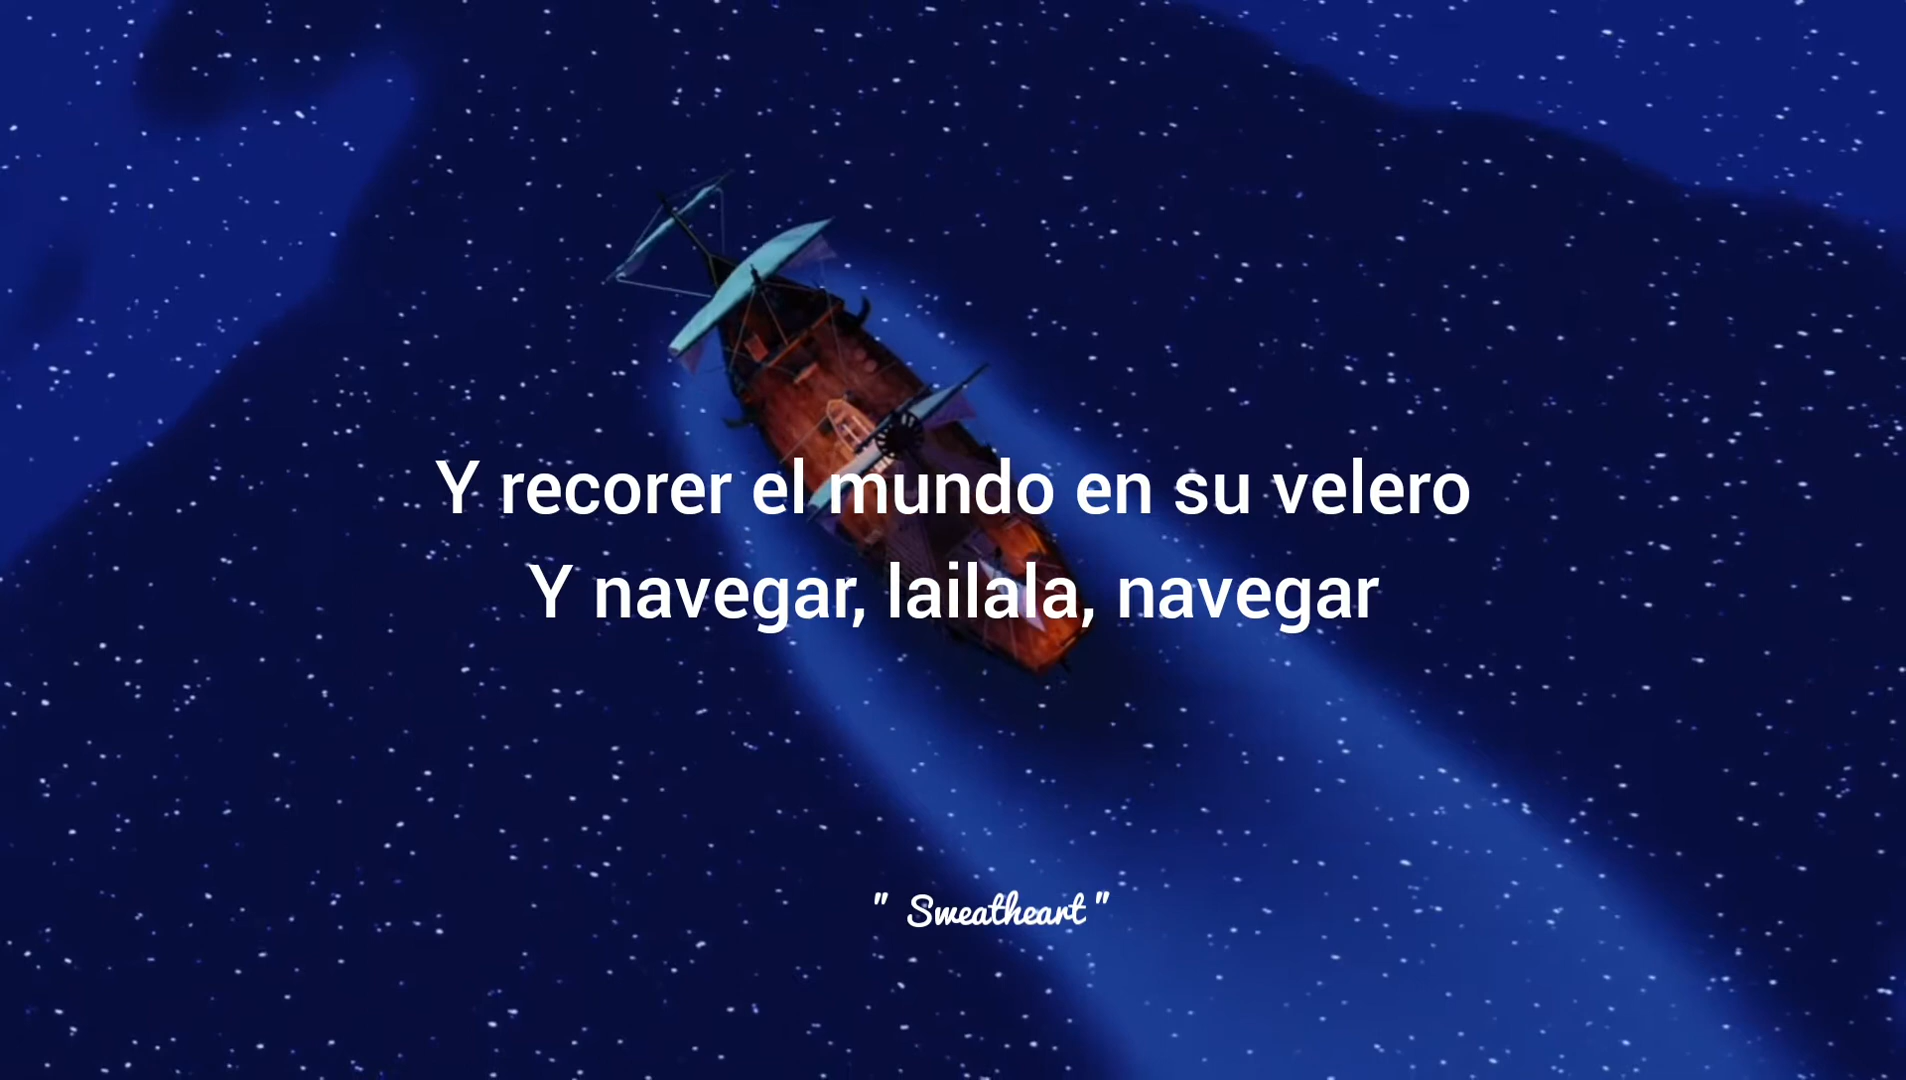 Y recorer el mundo en su velero
Y navegar, lailala, navegar
" Sweatheart "